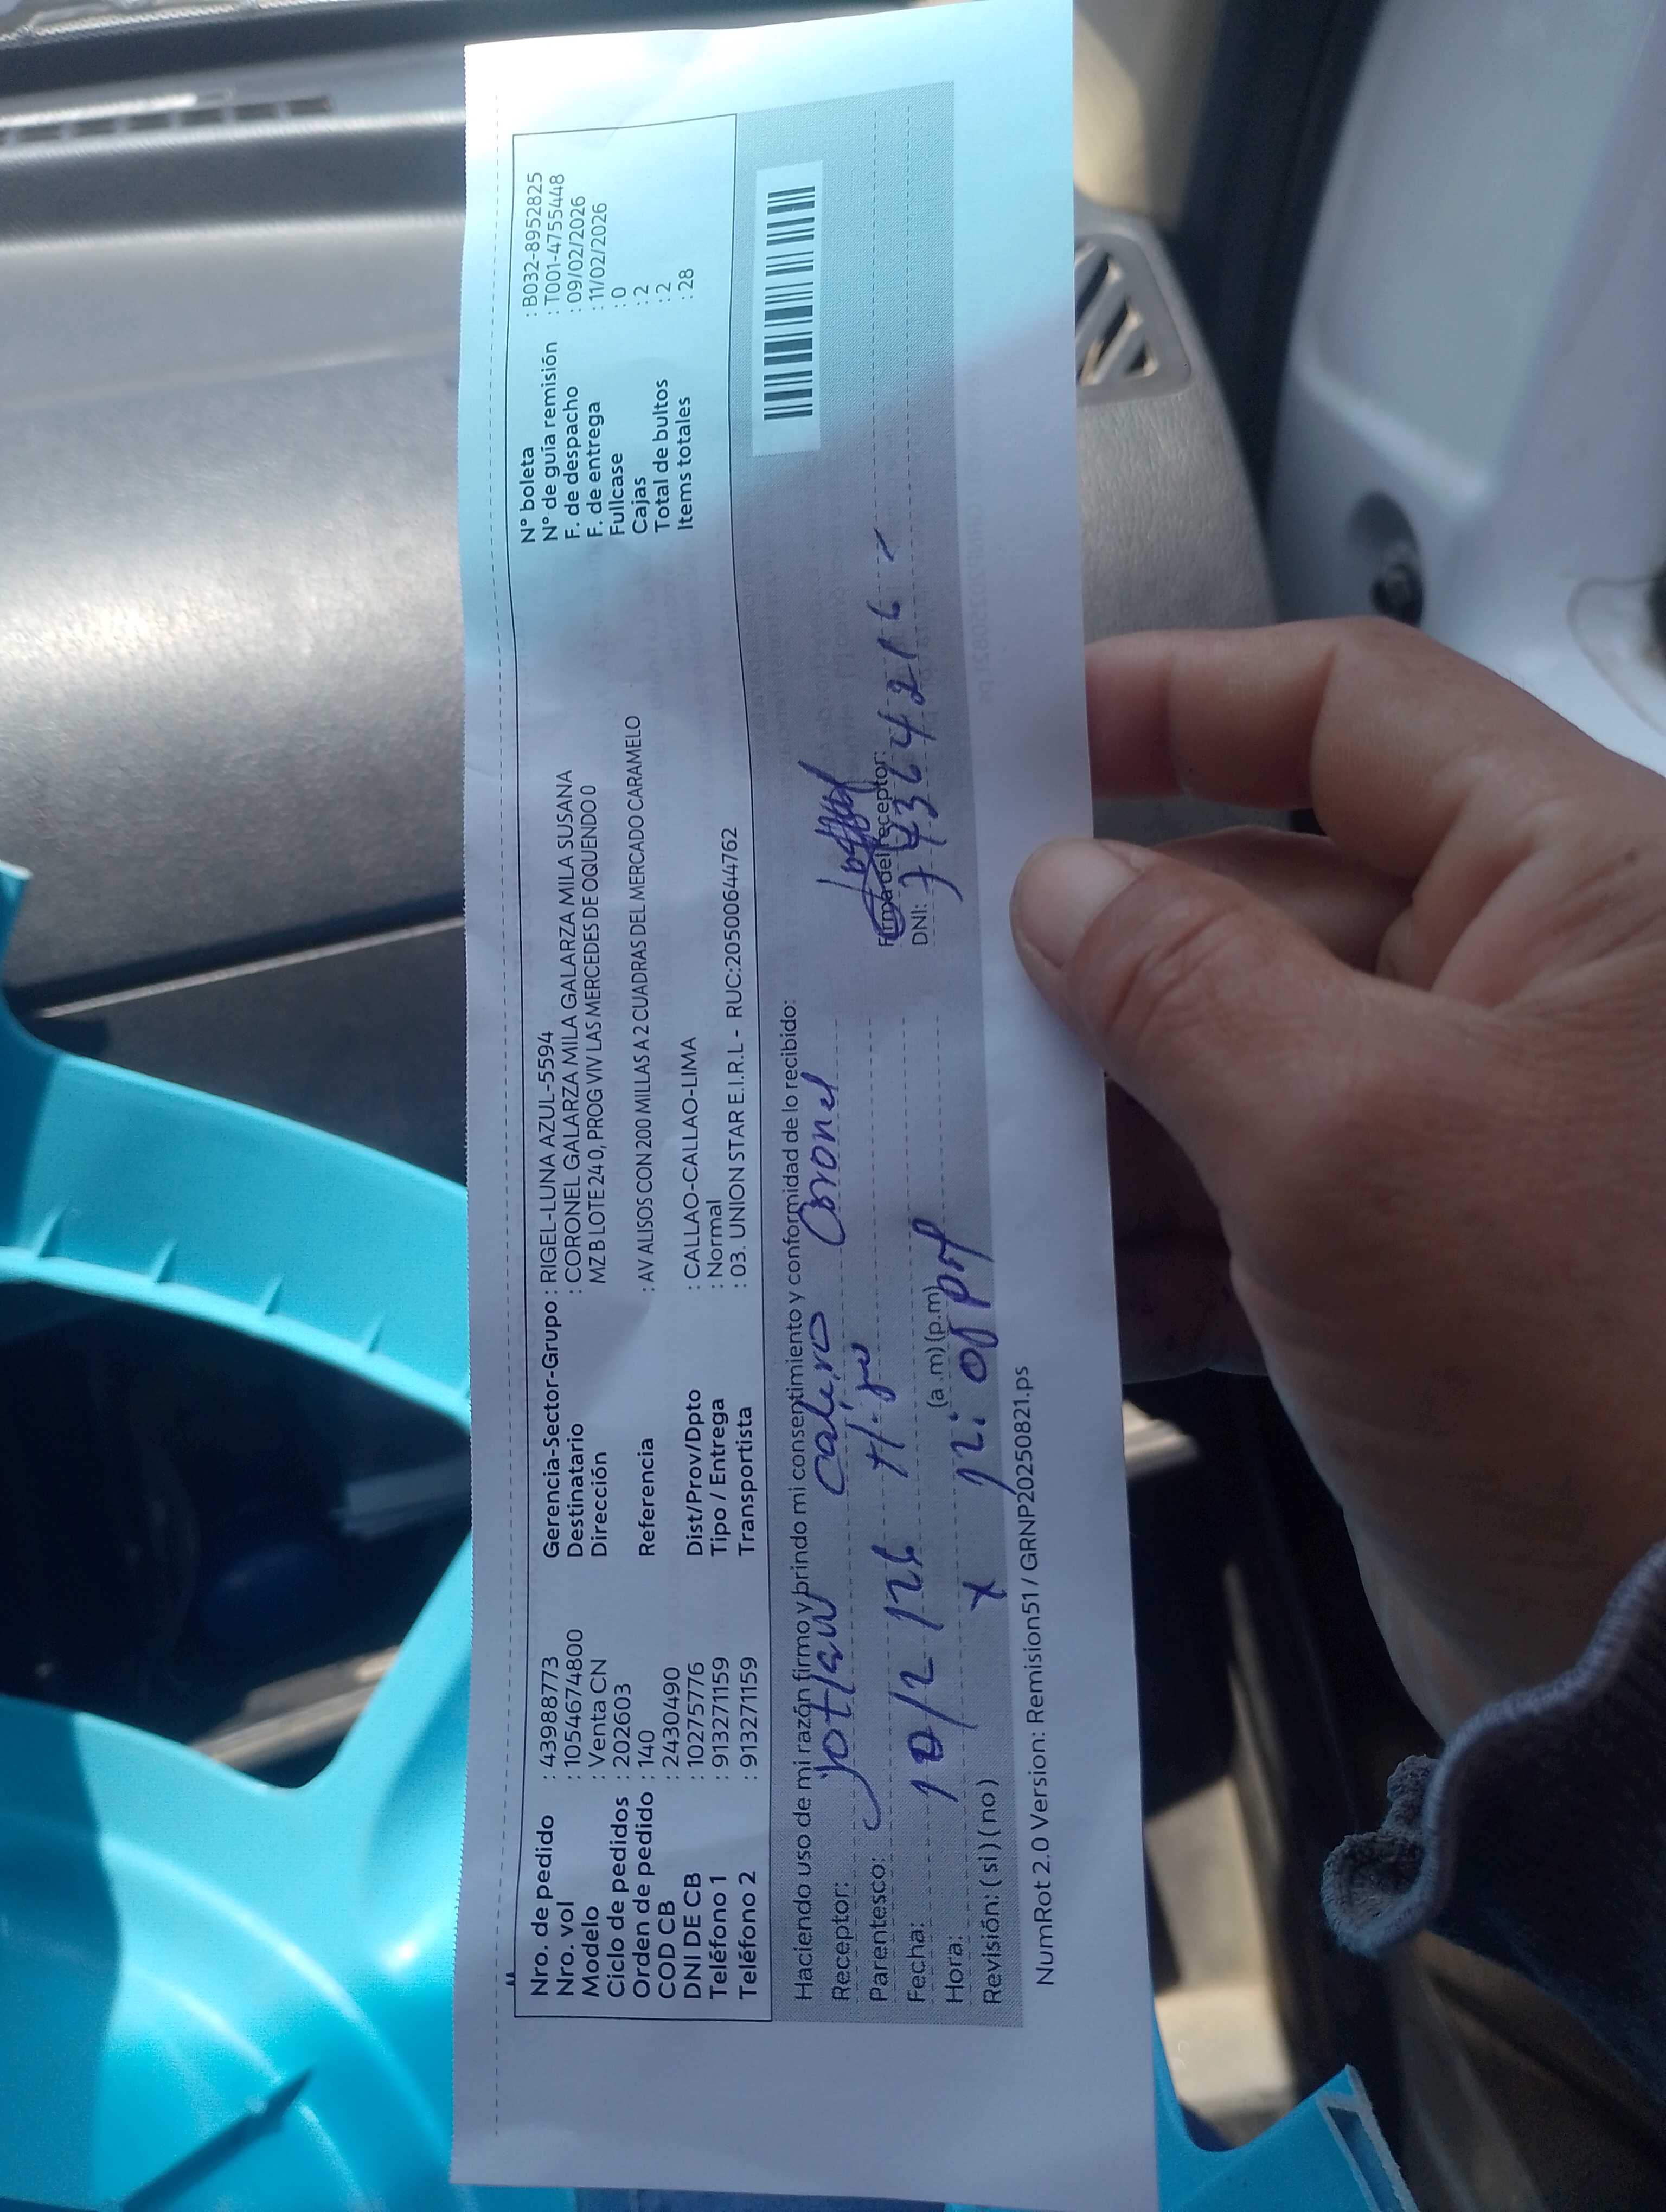 Nro. de pedido : 43988773
Nro. vol : 1054674800
Modelo : Venta CN
Ciclo de pedidos : 202603
Orden de pedido : 140
COD CB : 2430490
DNI DE CB : 10275776
Teléfono 1 : 913271159
Teléfono 2 : 913271159
Gerencia-Sector-Grupo : RIGEL-LUNA AZUL-5594
Destinatario : CORONEL GALARZA MILA GALARZA MILA SUSANA
Dirección MZ B LOTE 24 0, PROG VIV LAS MERCEDES DE OQUENDO 0
Referencia : AV ALISOS CON 200 MILLAS A 2 CUADRAS DEL MERCADO CARAMELO
Dist/Prov/Dpto : CALLAO-CALLAO-LIMA
Tipo / Entrega : Normal
Transportista : 03. UNION STAR E.I.R.L - RUC:20500644762
N° boleta : B032-8952825
N° de guía remisión : T001-4755448
F. de despacho : 09/02/2026
F. de entrega : 11/02/2026
Fullcase : 0
Cajas : 2
Total de bultos : 2
Items totales : 28
Haciendo uso de mi razón firmo y brindo mi consentimiento y conformidad de lo recibido:
Receptor: Coronel
Parentesco:
Firma del receptor:
Fecha: 10/2/26
DNI:
Hora: (a.m) (p.m)
Revisión: ( si ) ( no ) x
NumRot 2.0 Version: Remision51 / GRNP20250821.ps